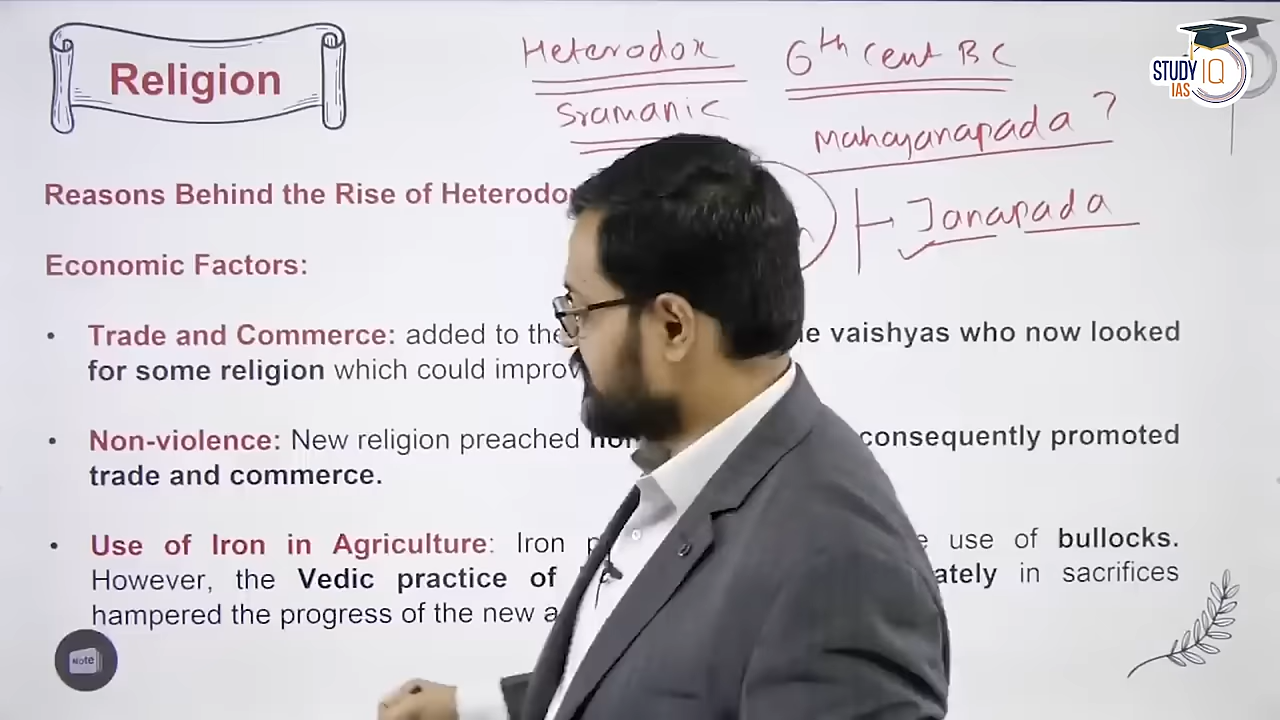 Religion
Heterodox
6th Cent BC
Sramanic
Mahajanapada ?
Janapada
STUDY IQ
IAS
Reasons Behind the Rise of
Economic Factors:
• Trade and Commerce: added to the vaishyas who now looked
for some religion which could
• Non-violence: New religion preached consequently promoted
trade and commerce.
• Use of Iron in Agriculture: Iron use of bullocks.
However, the Vedic practice of in sacrifices
hampered the progress of the new
Note